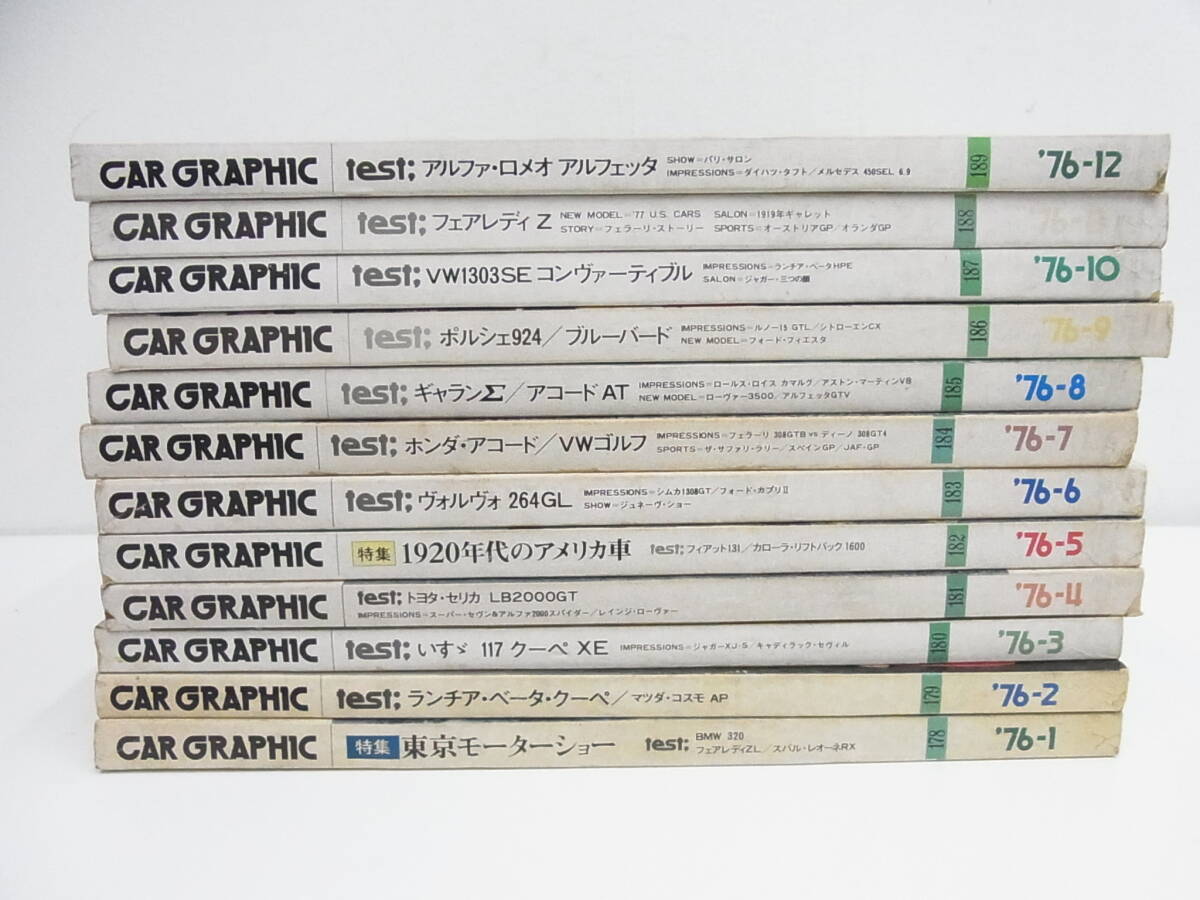 CAR GRAPHIC test; アルファ・ロメオ アルフェッタ SHOW=パリ・サロン 189 '76-12
IMPRESSIONS=ダイハツ・タフト/メルセデス 450SEL 6.9
CAR GRAPHIC test; フェアレディ Z NEW MODEL='77 U.S. CARS SALON=1919年ギャレット 188
STORY=フェラーリ・ストーリー SPORTS=オーストリアGP/オランダGP
CAR GRAPHIC test; VW1303SE コンヴァーティブル IMPRESSIONS=ランチア・ベータHPE 187 '76-10
SALON=ジャガー・三つの顔
CAR GRAPHIC test; ポルシェ924/ブルーバード IMPRESSIONS=ルノー15 GTL/シトローエンCX 186 '76-9
NEW MODEL=フォード・フィエスタ
CAR GRAPHIC test; ギャランΣ/アコード AT IMPRESSIONS=ロールス・ロイス カマルグ/アストン・マーティンV8 185 '76-8
NEW MODEL=ローヴァー3500/アルフェッタGTV
CAR GRAPHIC test; ホンダ・アコード/VWゴルフ IMPRESSIONS=フェラーリ 308GTB vs ディーノ 308GT4 184 '76-7
SPORTS=ザ・サファリ・ラリー/スペインGP/JAF・GP
CAR GRAPHIC test; ヴォルヴォ 264GL IMPRESSIONS=シムカ1308GT/フォード・カプリⅡ 183 '76-6
SHOW=ジュネーヴ・ショー
CAR GRAPHIC 特集 1920年代のアメリカ車 test; フィアット131/カローラ・リフトバック1600 182 '76-5
CAR GRAPHIC test; トヨタ・セリカ LB2000GT 181 '76-4
IMPRESSIONS=スーパー・セヴン&アルファ2000スパイダー/レインジ・ローヴァー
CAR GRAPHIC test; いすゞ 117 クーペ XE IMPRESSIONS=ジャガーXJ-S/キャディラック・セヴィル 180 '76-3
CAR GRAPHIC test; ランチア・ベータ・クーペ/マツダ・コスモ AP 179 '76-2
CAR GRAPHIC 特集 東京モーターショー test; BMW 320 178 '76-1
フェアレディZL/スバル・レオーネRX